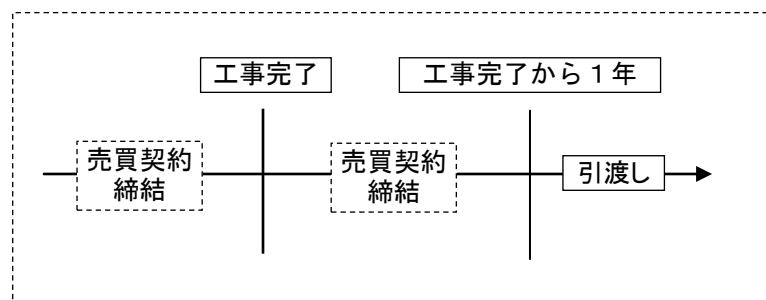 工事完了
工事完了から１年
売買契約
締結
売買契約
締結
引渡し